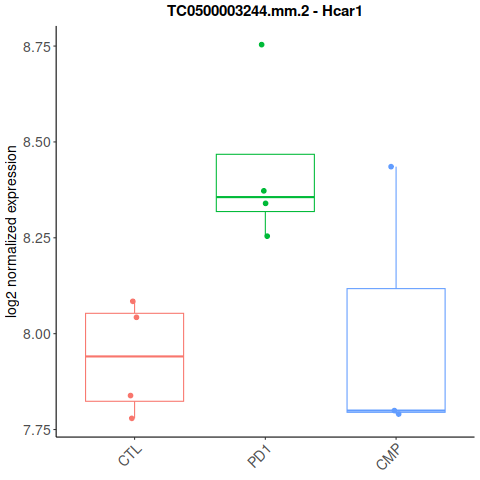 TC0500003244.mm.2 - Hcar1
log2 normalized expression
8.75
8.50
8.25
8.00
7.75
CTL
PD1
CMP